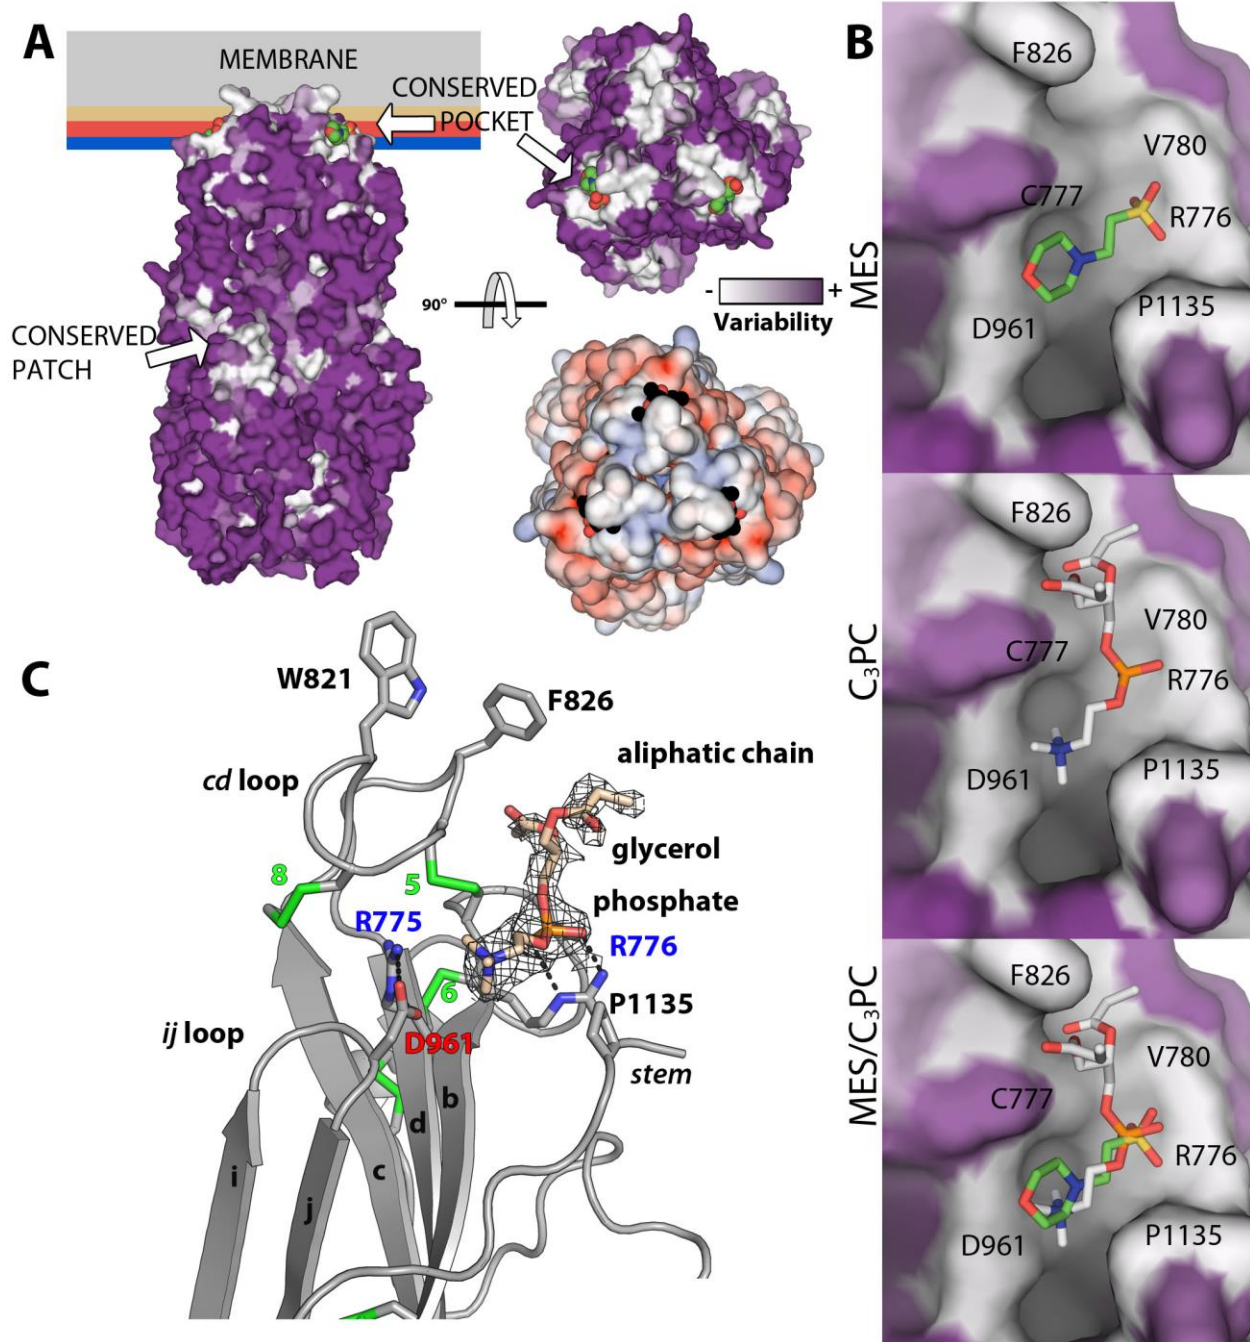 A
MEMBRANE
CONSERVED
POCKET
CONSERVED
PATCH
90°
- +
Variability
B
MES
F826
V780
C777
R776
D961
P1135
C₃PC
F826
V780
C777
R776
D961
P1135
MES/C₃PC
F826
V780
C777
R776
D961
P1135
C
W821
F826
cd loop
aliphatic chain
glycerol
8
5
phosphate
R775
R776
6
P1135
ij loop
D961
stem
b
d
c
i
j